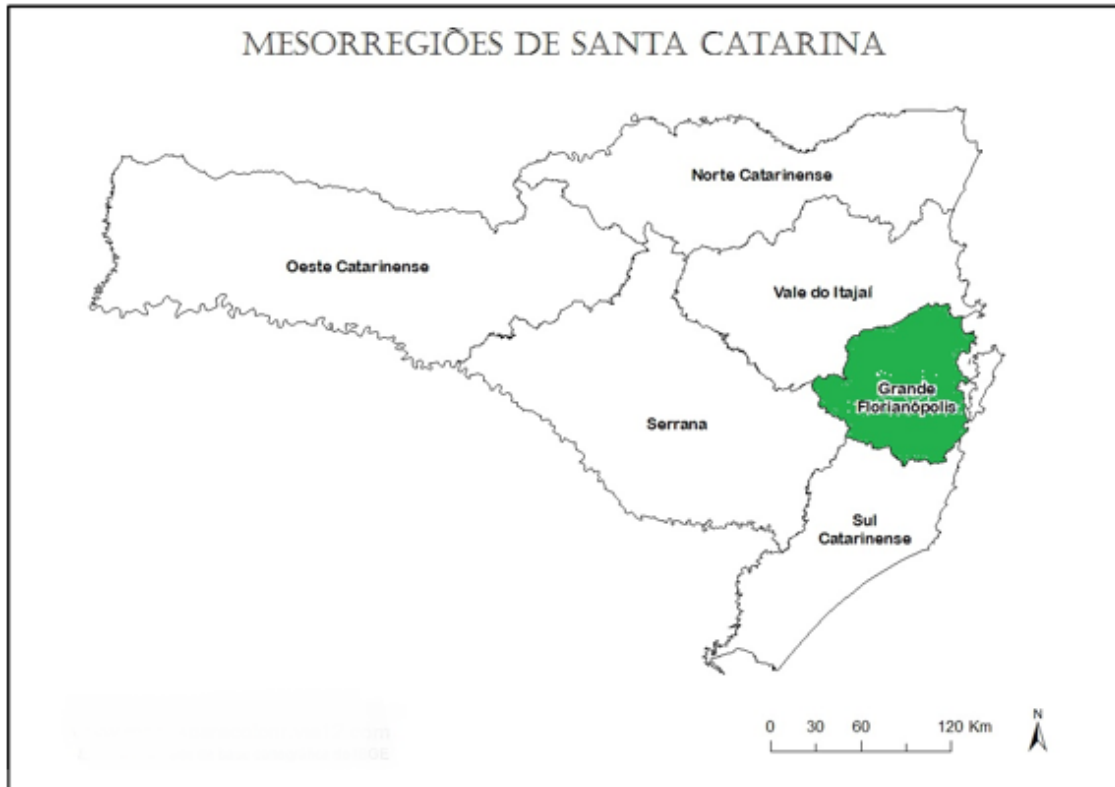 MESORREGIÕES DE SANTA CATARINA
Norte Catarinense
Oeste Catarinense
Vale do Itajaí
Grande
Florianópolis
Serrana
Sul
Catarinense
N
0 30 60 120 Km